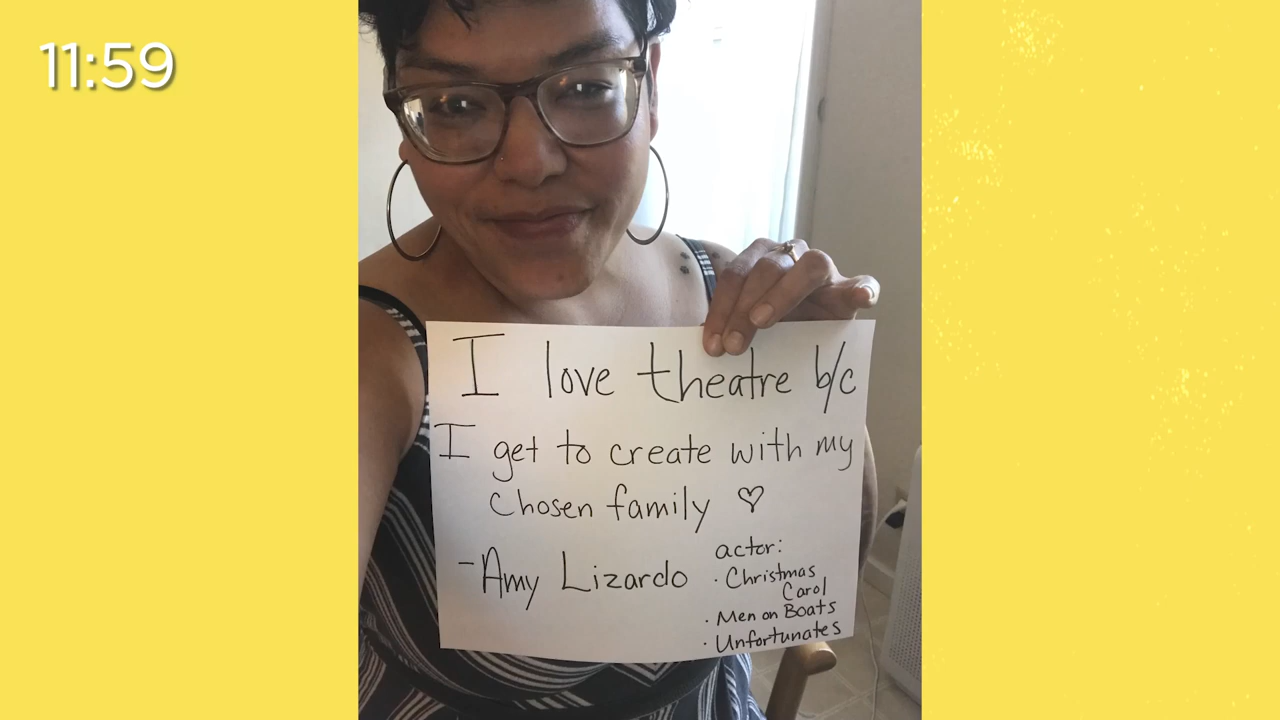 11:59
I love theatre b/c
I get to create with my
chosen family ♡
-Amy Lizardo
actor:
· Christmas
Carol
· Men on Boats
· Unfortunates